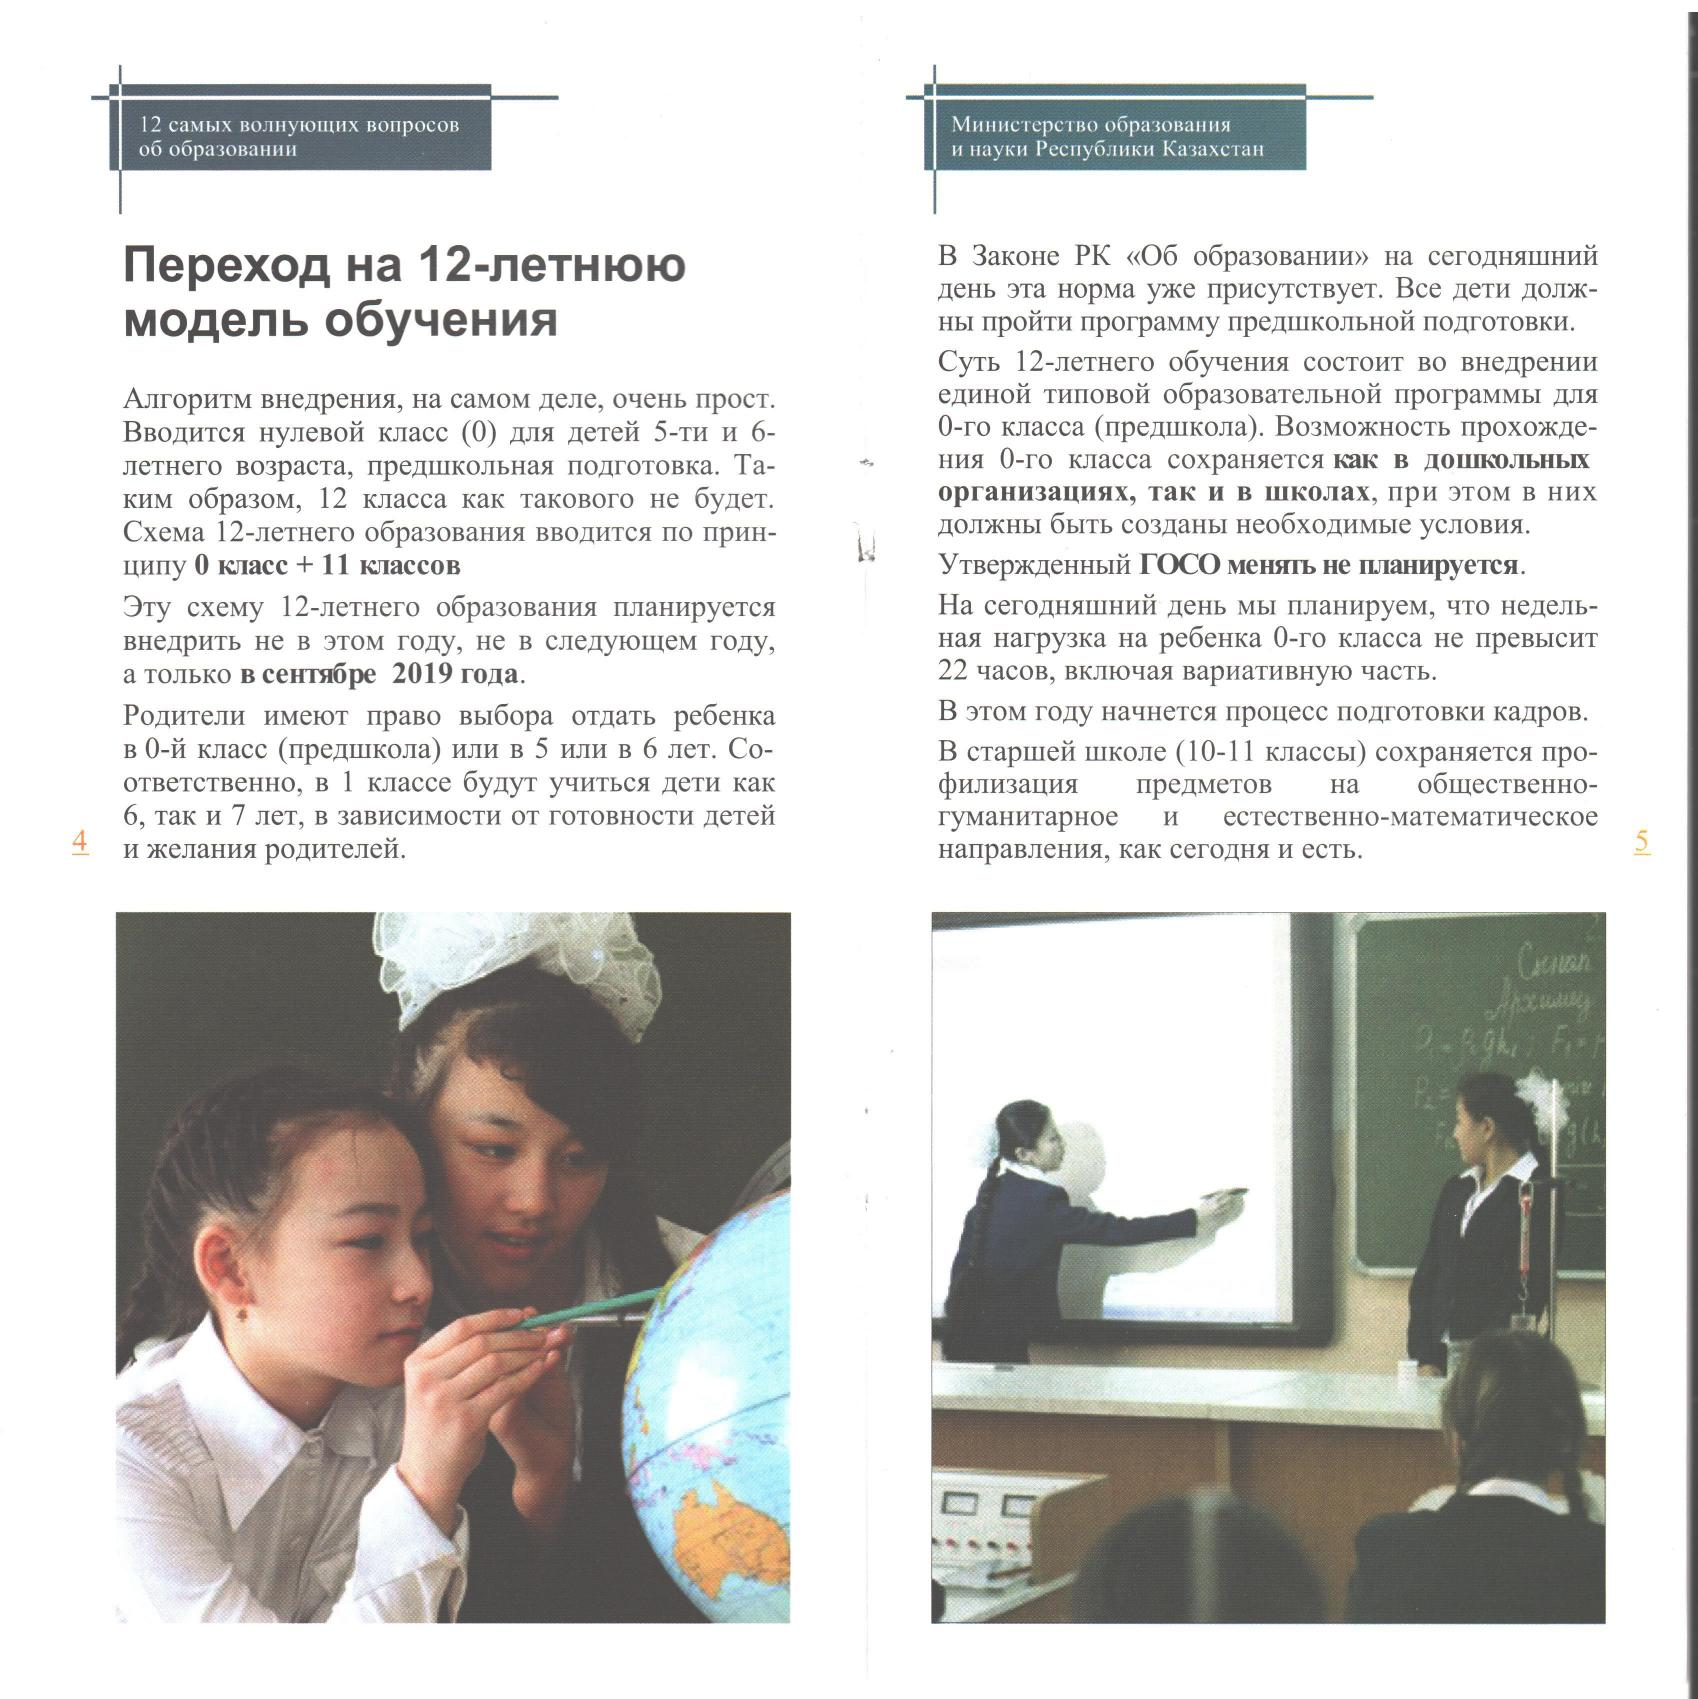 12 самых волнующих вопросов
об образовании
Переход на 12-летнюю
модель обучения
Алгоритм внедрения, на самом деле, очень прост.
Вводится нулевой класс (0) для детей 5-ти и 6-
летнего возраста, предшкольная подготовка. Та-
ким образом, 12 класса как такового не будет.
Схема 12-летнего образования вводится по прин-
ципу 0 класс + 11 классов
Эту схему 12-летнего образования планируется
внедрить не в этом году, не в следующем году,
а только в сентябре 2019 года.
Родители имеют право выбора отдать ребенка
в 0-й класс (предшкола) или в 5 или в 6 лет. Со-
ответственно, в 1 классе будут учиться дети как
6, так и 7 лет, в зависимости от готовности детей
и желания родителей.
4
Министерство образования
и науки Республики Казахстан
В Законе РК «Об образовании» на сегодняшний
день эта норма уже присутствует. Все дети долж-
ны пройти программу предшкольной подготовки.
Суть 12-летнего обучения состоит во внедрении
единой типовой образовательной программы для
0-го класса (предшкола). Возможность прохожде-
ния 0-го класса сохраняется как в дошкольных
организациях, так и в школах, при этом в них
должны быть созданы необходимые условия.
Утвержденный ГОСО менять не планируется.
На сегодняшний день мы планируем, что недель-
ная нагрузка на ребенка 0-го класса не превысит
22 часов, включая вариативную часть.
В этом году начнется процесс подготовки кадров.
В старшей школе (10-11 классы) сохраняется про-
филизация предметов на общественно-
гуманитарное и естественно-математическое
направления, как сегодня и есть.
5
Сынап
Архимед